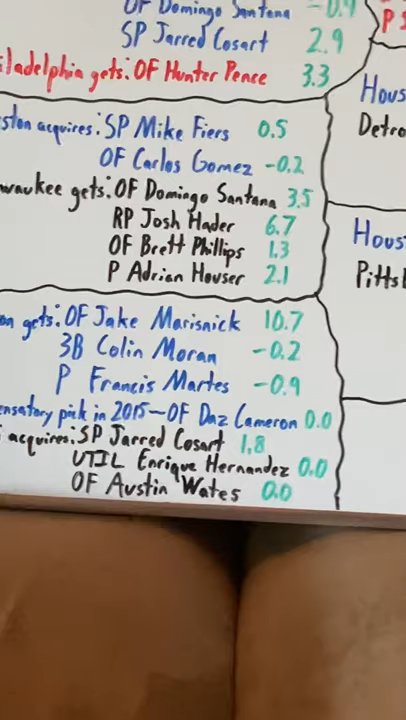 OF Domingo Santana -0.4
SP Jarred Cosart 2.9
iladelphia gets: OF Hunter Pence 3.3
ston acquires: SP Mike Fiers 0.5
OF Carlos Gomez -0.2
waukee gets: OF Domingo Santana 3.5
RP Josh Hader 6.7
OF Brett Phillips 1.3
P Adrian Houser 2.1
on gets: OF Jake Marisnick 10.7
3B Colin Moran -0.2
P Francis Martes -0.9
ensatory pick in 2015-OF Daz Cameron 0.0
acquires: SP Jarred Cosart 1.8
UTIL Enrique Hernandez 0.0
OF Austin Wates 0.0
P S
Hous
Detro
Hous
Pittsb